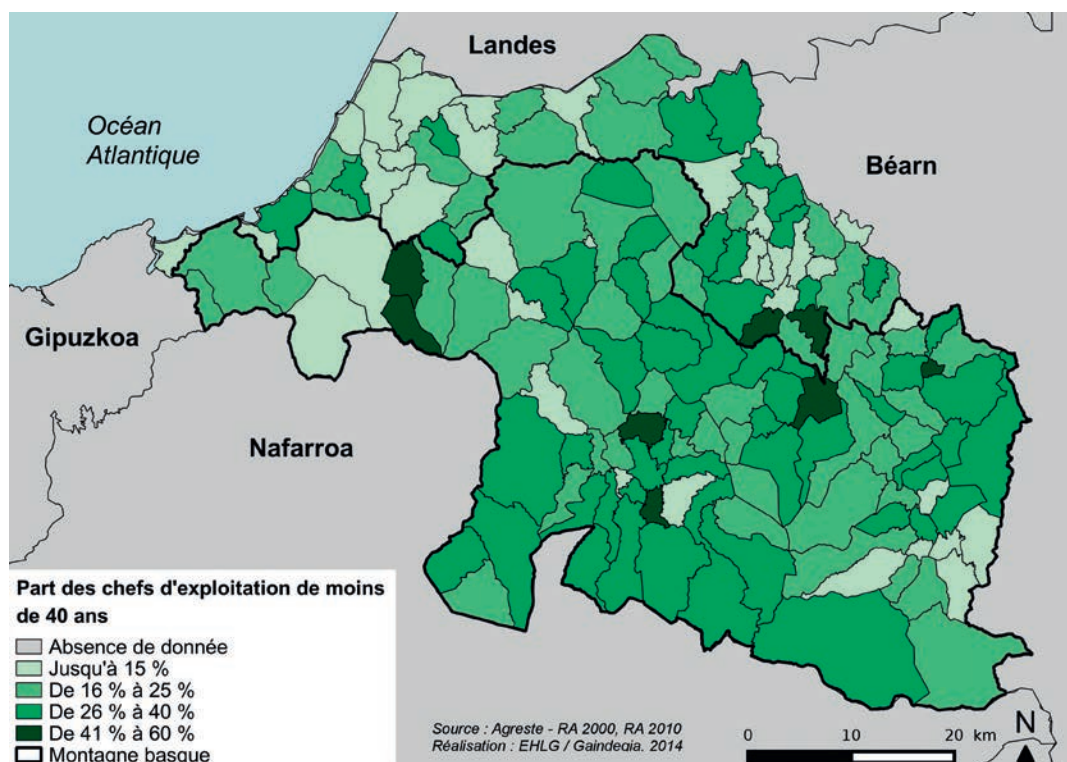 Landes
Océan
Atlantique
Béarn
Gipuzkoa
Nafarroa
Part des chefs d'exploitation de moins
de 40 ans
Absence de donnée
Jusqu'à 15 %
De 16 % à 25 %
De 26 % à 40 %
De 41 % à 60 %
Montagne basque
Source : Agreste - RA 2000, RA 2010
Réalisation : EHLG / Gaindegia, 2014
0 10 20 km
N